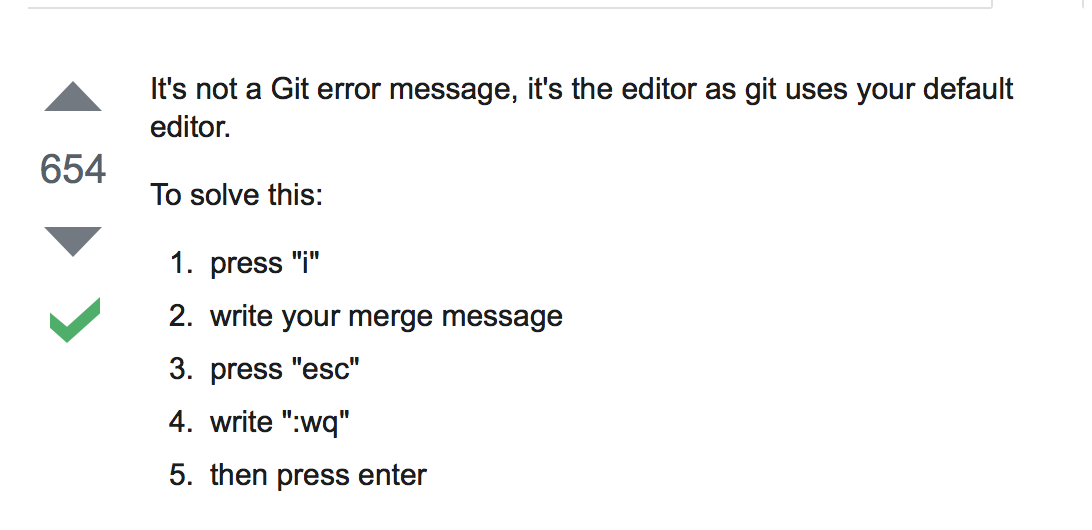 It's not a Git error message, it's the editor as git uses your default
editor.
654
To solve this:
1. press "i"
2. write your merge message
3. press "esc"
4. write ":wq"
5. then press enter